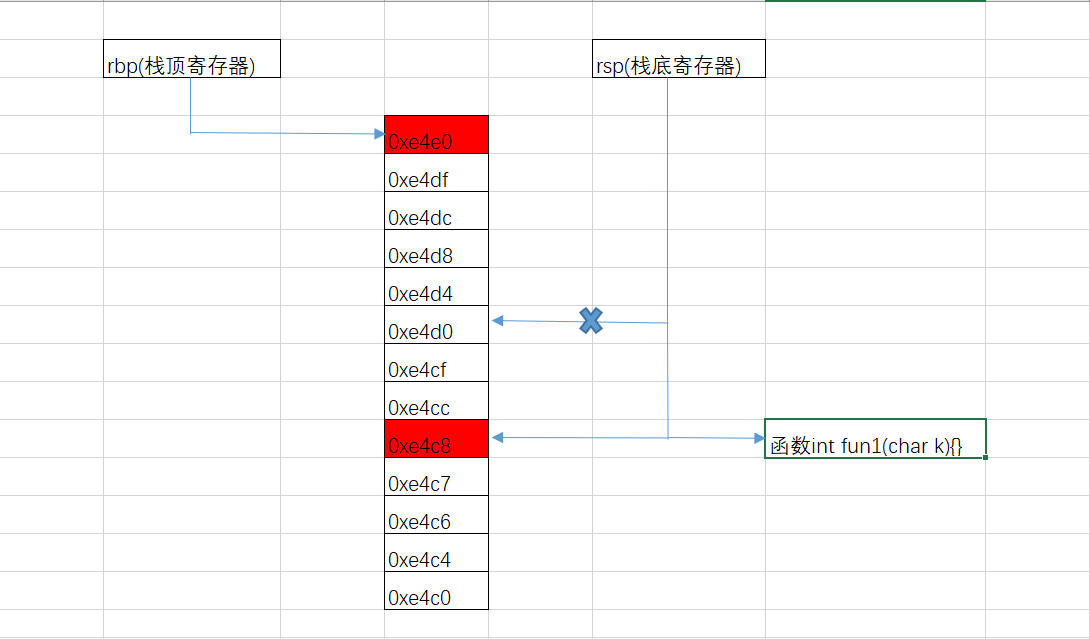 rbp(栈顶寄存器)
rsp(栈底寄存器)
0xe4e0
0xe4df
0xe4dc
0xe4d8
0xe4d4
0xe4d0
0xe4cf
0xe4cc
0xe4c8
函数int fun1(char k){}
0xe4c7
0xe4c6
0xe4c4
0xe4c0